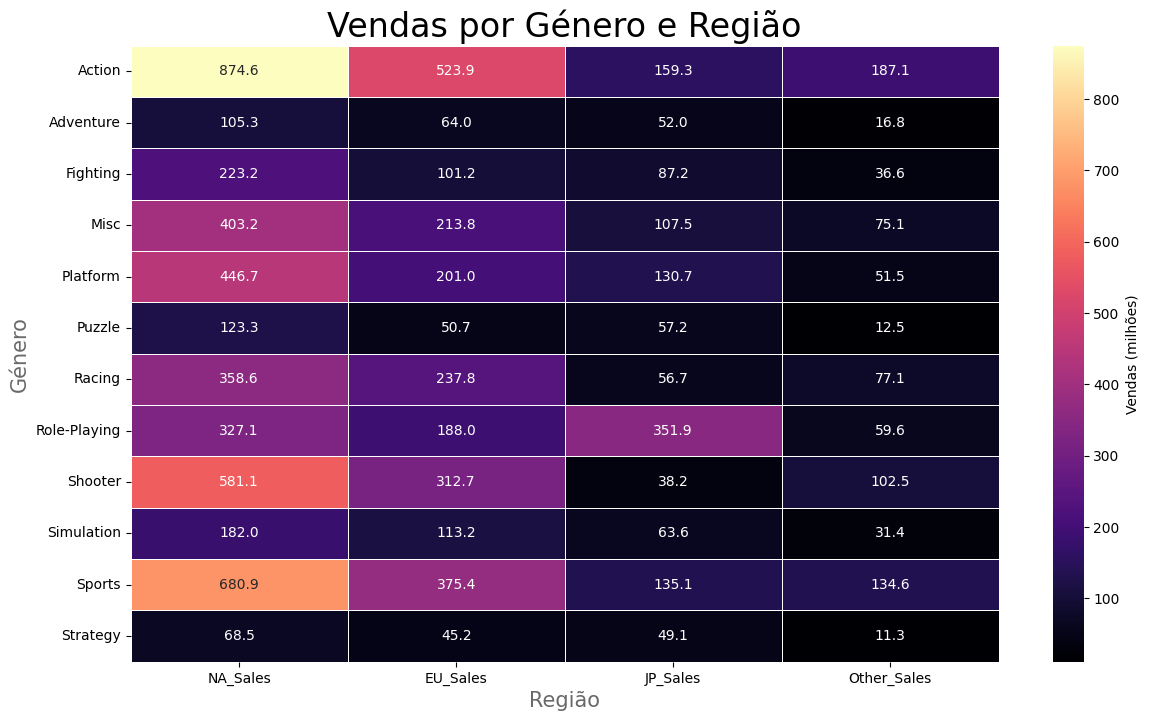 Vendas por Género e Região
Action 874.6 523.9 159.3 187.1
Adventure 105.3 64.0 52.0 16.8
Fighting 223.2 101.2 87.2 36.6
Misc 403.2 213.8 107.5 75.1
Platform 446.7 201.0 130.7 51.5
Puzzle 123.3 50.7 57.2 12.5
Racing 358.6 237.8 56.7 77.1
Role-Playing 327.1 188.0 351.9 59.6
Shooter 581.1 312.7 38.2 102.5
Simulation 182.0 113.2 63.6 31.4
Sports 680.9 375.4 135.1 134.6
Strategy 68.5 45.2 49.1 11.3
NA_Sales EU_Sales JP_Sales Other_Sales
Região
Género
800
700
600
500
400
300
200
100
Vendas (milhões)